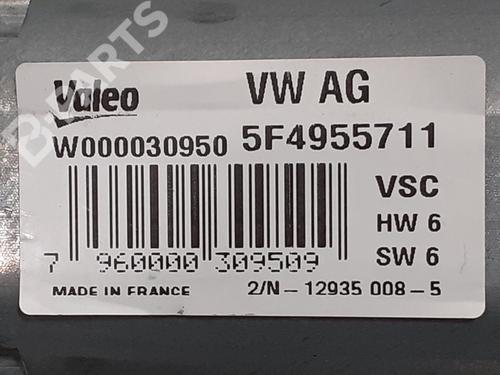 B-PARTS
Valeo VW AG
W000030950 5F4955711
VSC
HW 6
7 960000 309509 SW 6
MADE IN FRANCE 2/N-12935 008-5